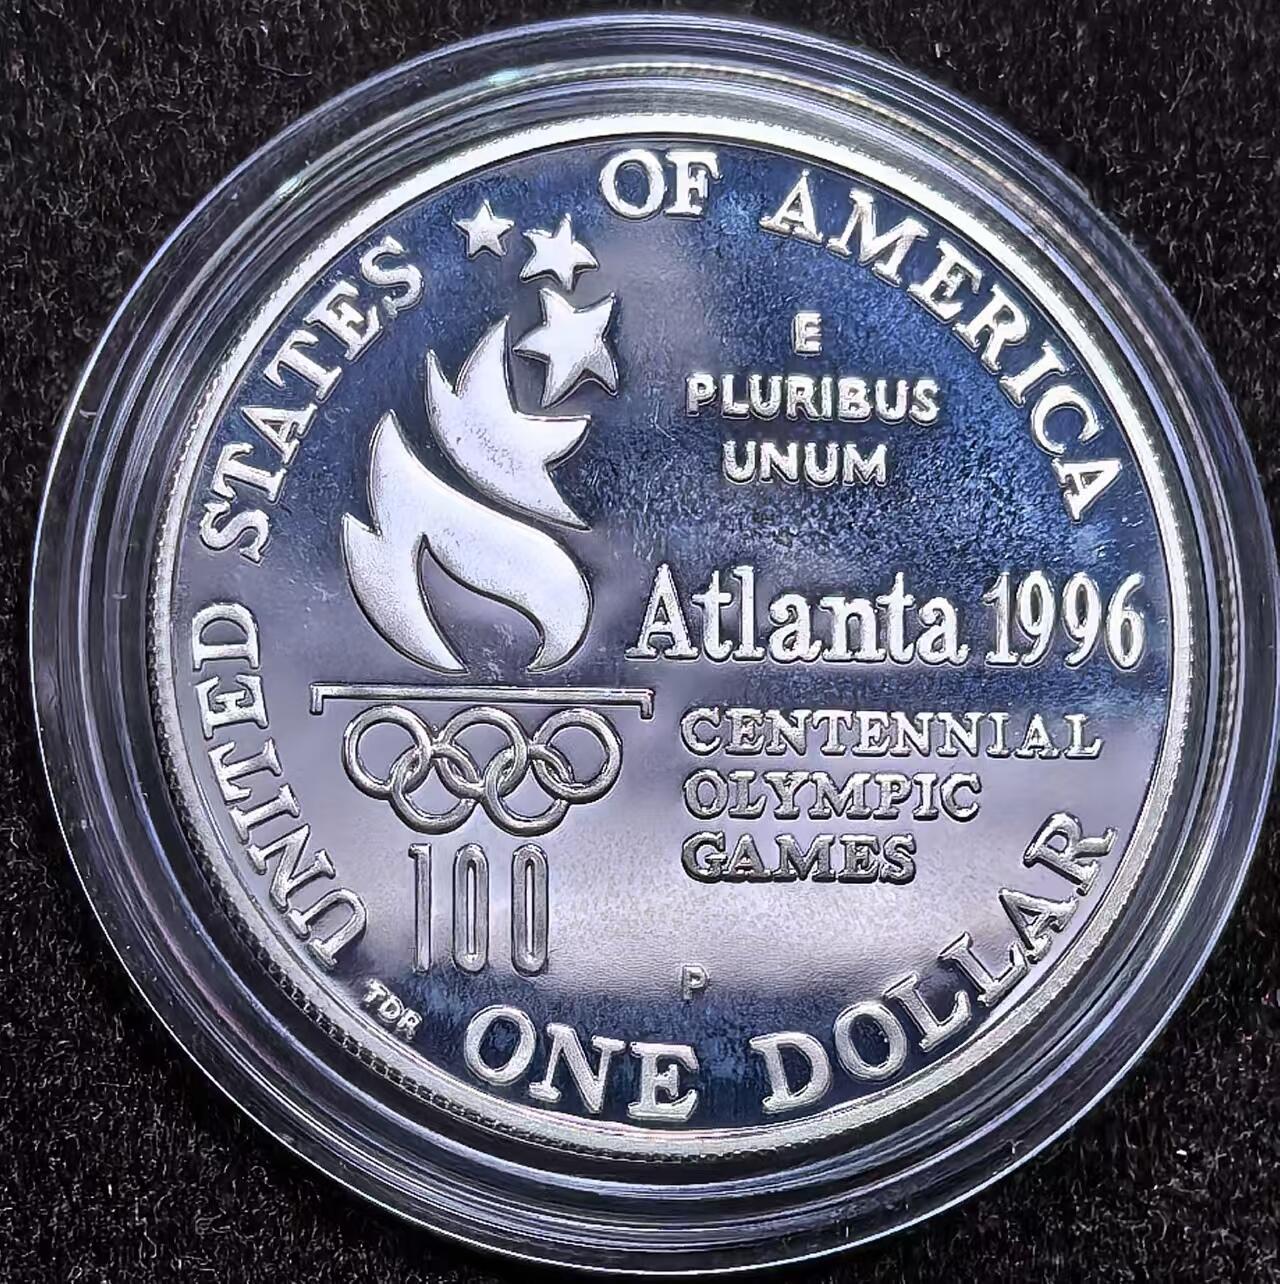 UNITED STATES OF AMERICA
E
PLURIBUS
UNUM
Atlanta 1996
CENTENNIAL
OLYMPIC
GAMES
100
P
TDR
ONE DOLLAR